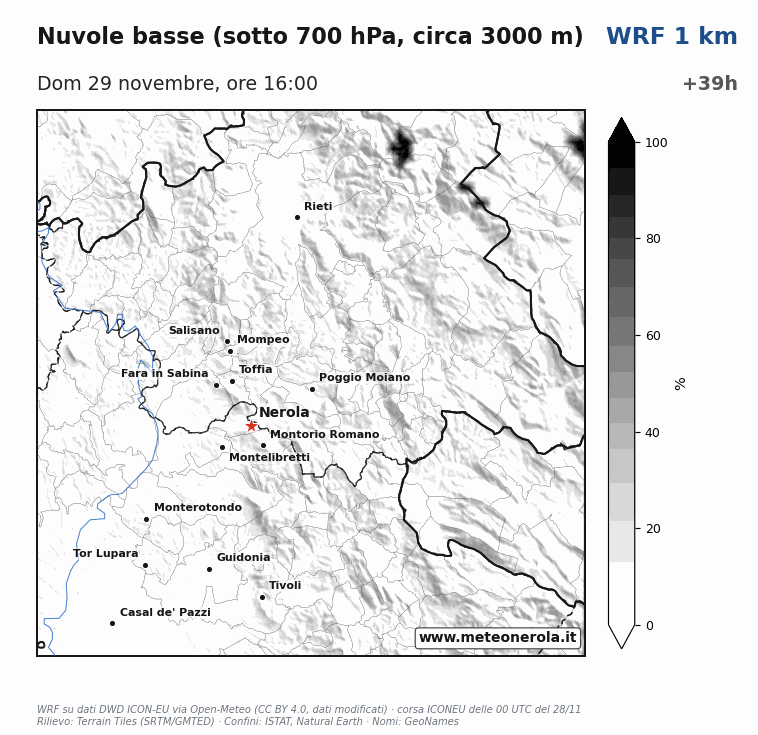 Nuvole basse (sotto 700 hPa, circa 3000 m) WRF 1 km
Dom 29 novembre, ore 16:00 +39h
100
80
60
40
20
0
%
Rieti
Salisano
Mompeo
Fara in Sabina
Toffia
Poggio Moiano
Nerola
Montorio Romano
Montelibretti
Monterotondo
Tor Lupara
Guidonia
Tivoli
Casal de' Pazzi
www.meteonerola.it
WRF su dati DWD ICON-EU via Open-Meteo (CC BY 4.0, dati modificati) · corsa ICONEU delle 00 UTC del 28/11
Rilievo: Terrain Tiles (SRTM/GMTED) · Confini: ISTAT, Natural Earth · Nomi: GeoNames